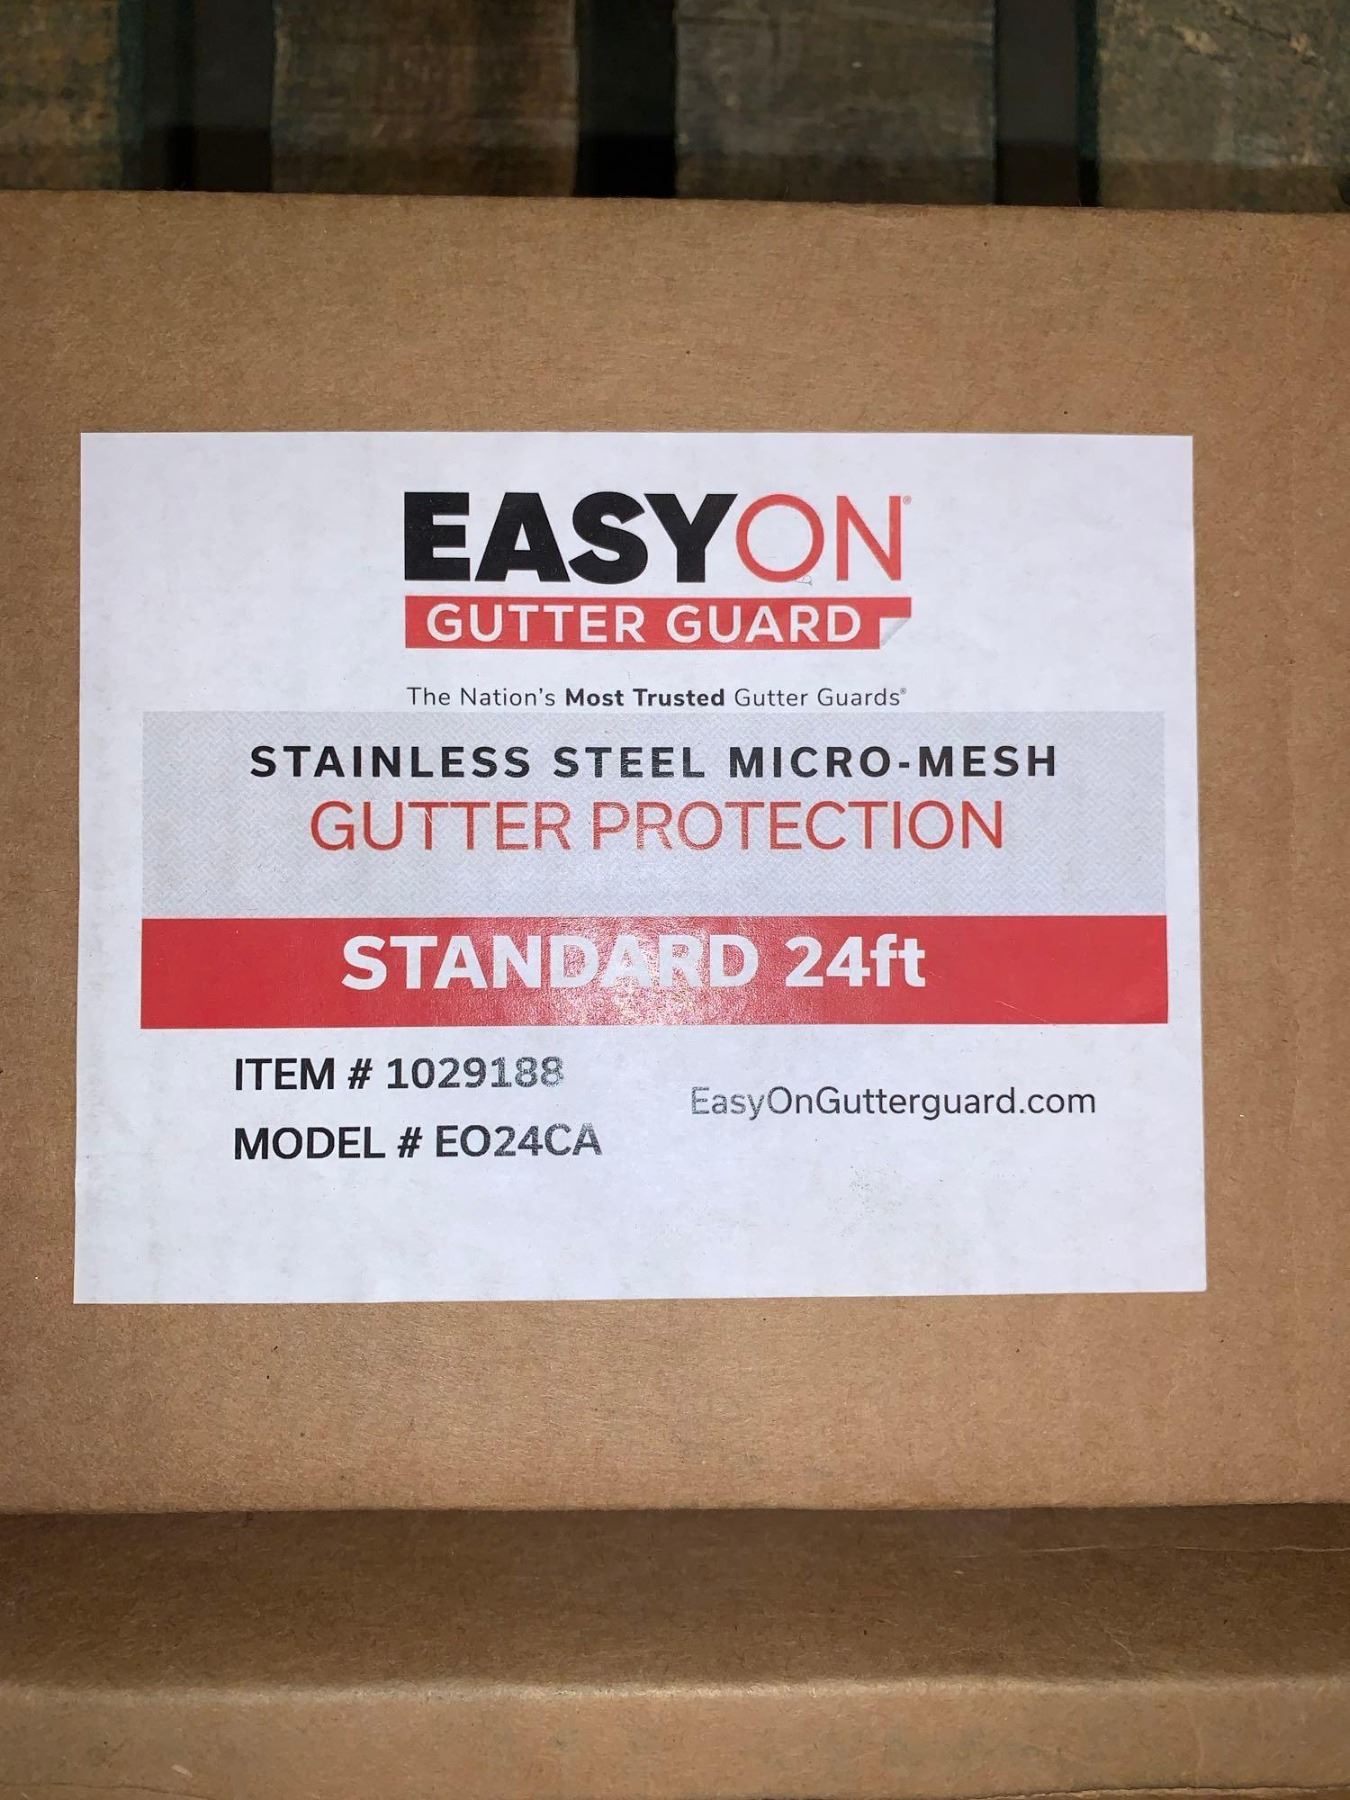 EASYON®
GUTTER GUARD
The Nation's Most Trusted Gutter Guards®
STAINLESS STEEL MICRO-MESH
GUTTER PROTECTION
STANDARD 24ft
ITEM # 1029188
EasyOnGutterguard.com
MODEL # EO24CA